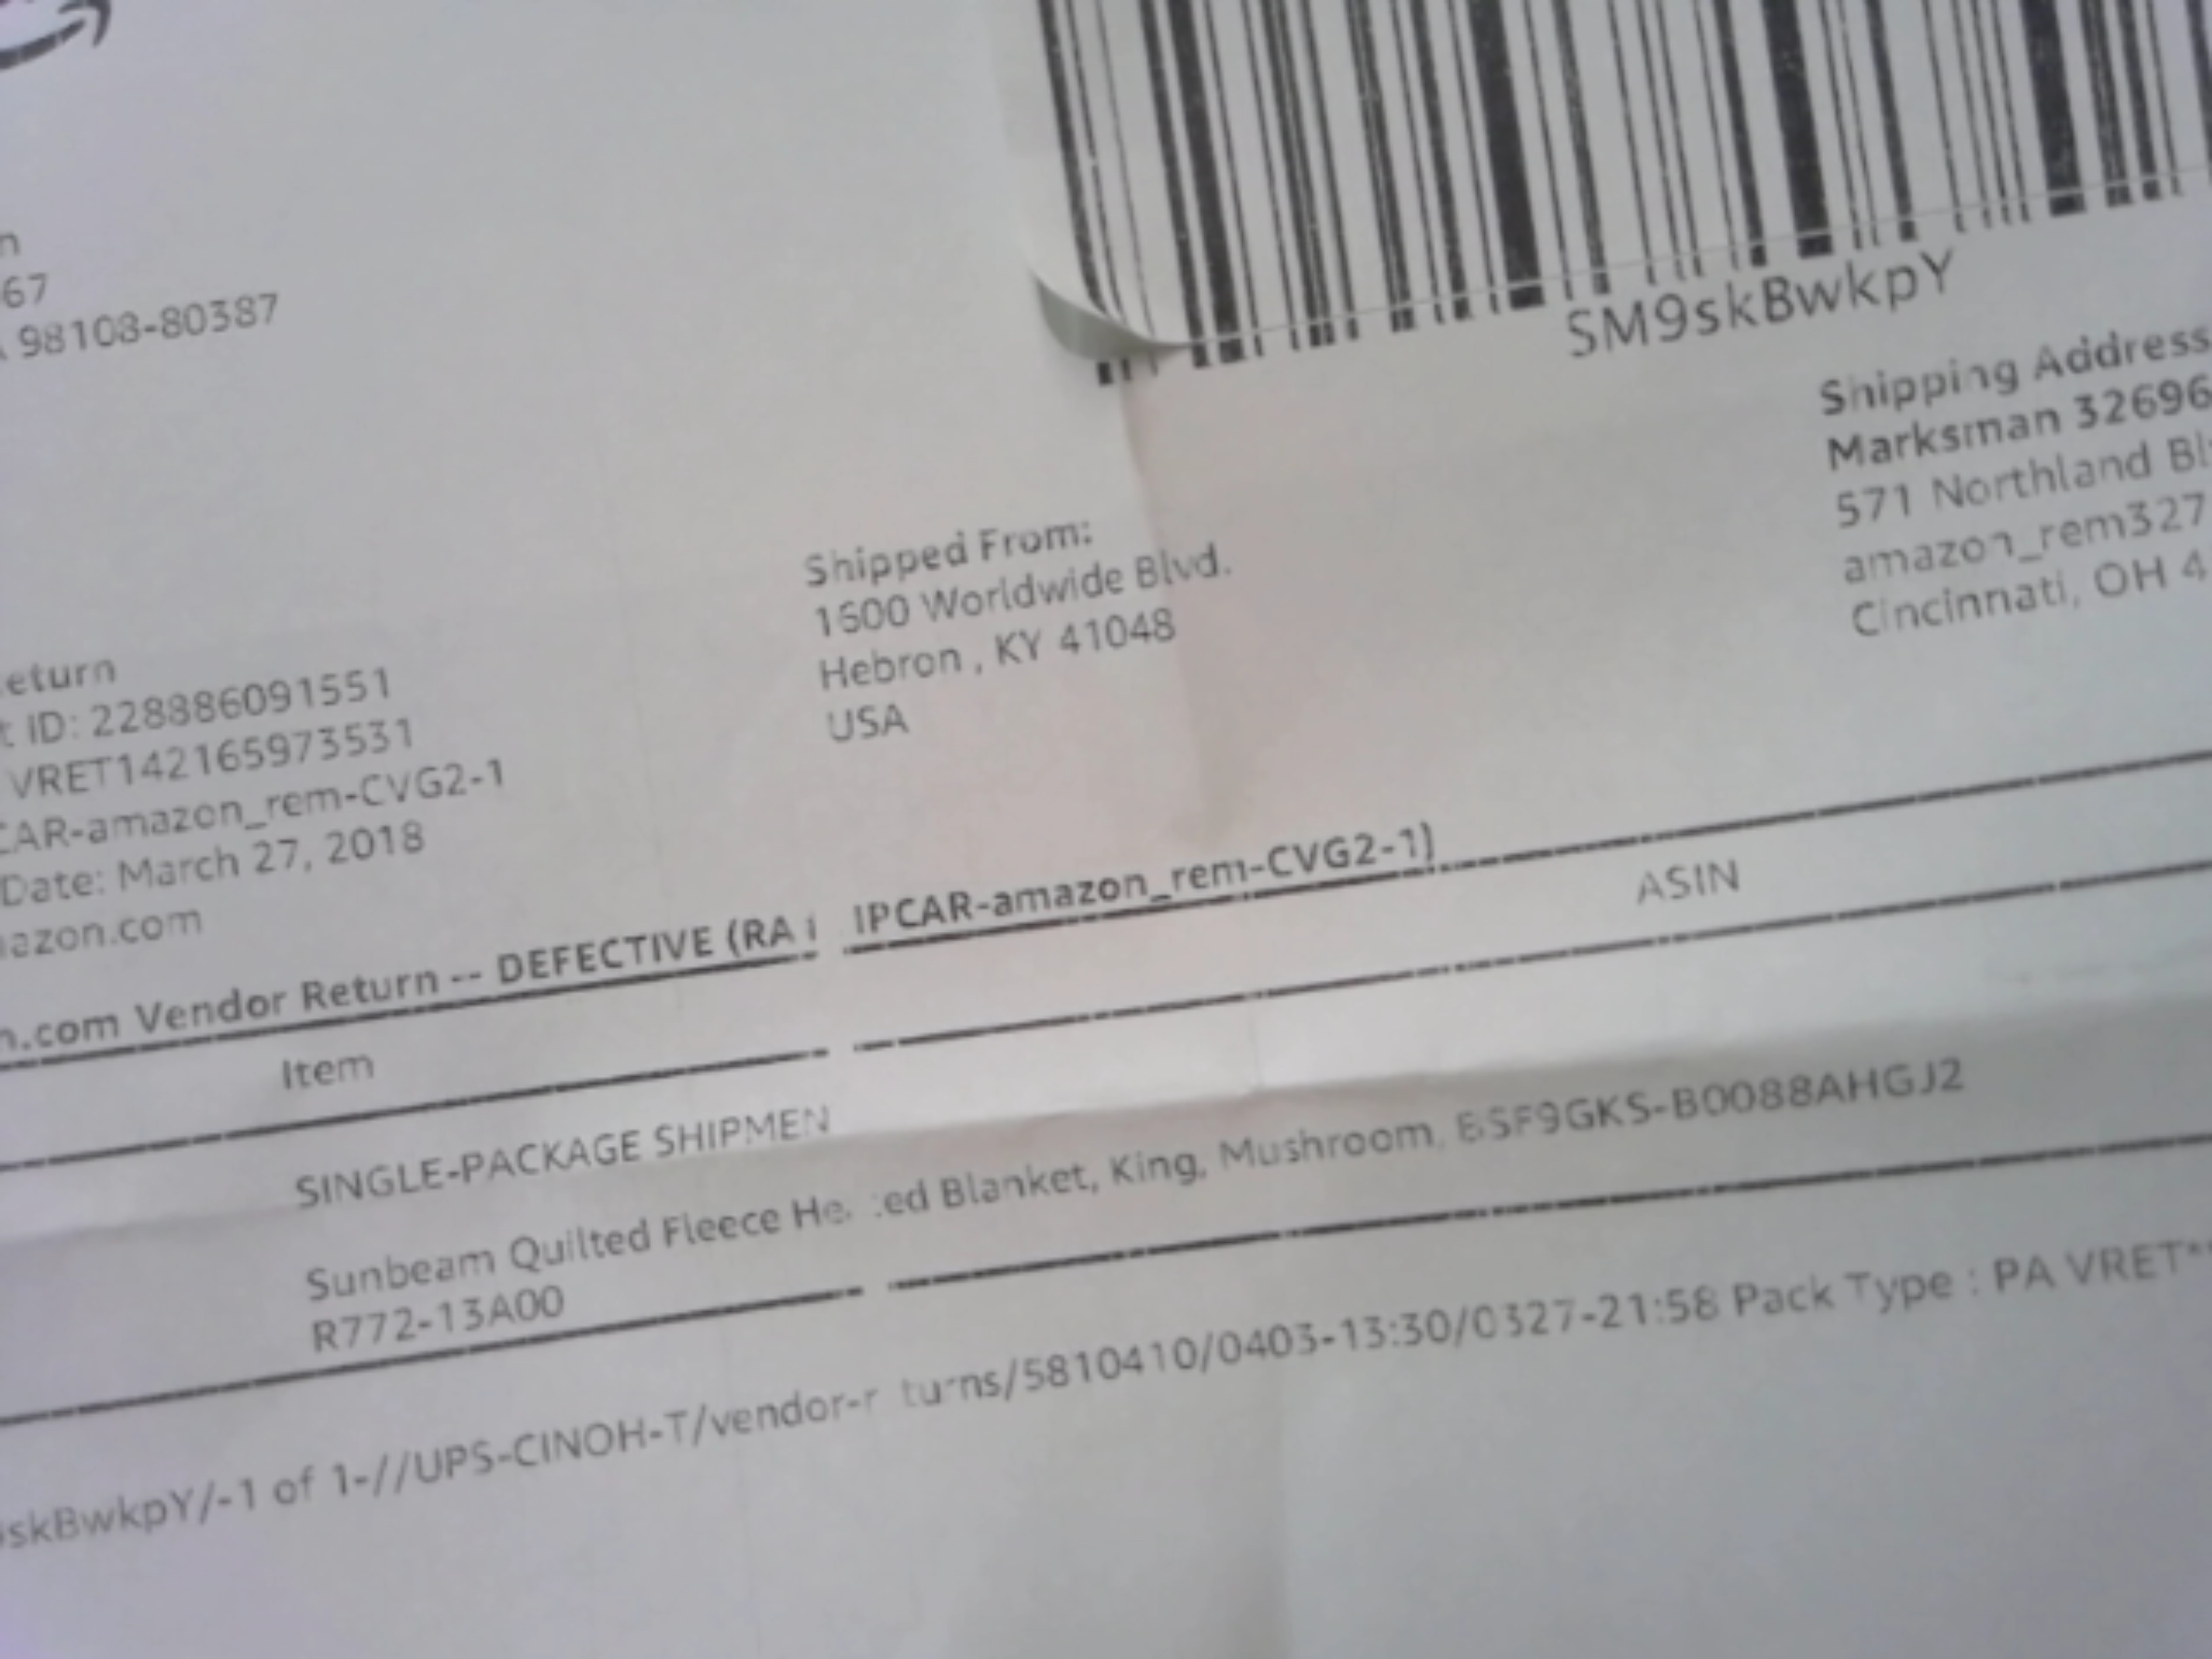 98108-80387
SM9skBwkpY
Shipping Address
Marksman 32696
571 Northland
amazon_rem327
Cincinnati, OH 4
Shipped From:
1600 Worldwide Blvd.
Hebron , KY 41048
USA
eturn
t ID: 228886091551
VRET142165973531
CAR-amazon_rem-CVG2-1
Date: March 27, 2018
azon.com
n.com Vendor Return -- DEFECTIVE (RA IPCAR-amazon_rem-CVG2-1)
Item ASIN
SINGLE-PACKAGE SHIPMEN
Sunbeam Quilted Fleece He ed Blanket, King, Mushroom, BSF9GKS-B0088AHGJ2
R772-13A00
skBwkpY/-1 of 1-//UPS-CINOH-T/vendor-r turns/5810410/0403-13:30/0327-21:58 Pack Type : PA VRET*